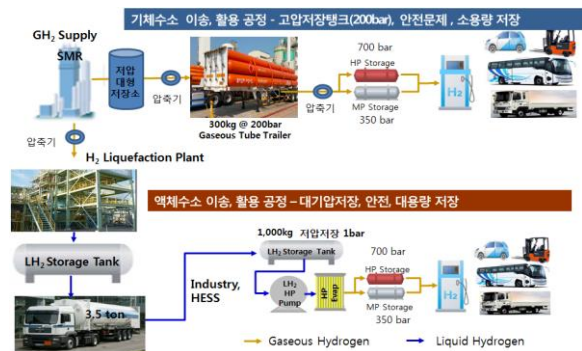 기체수소 이송, 활용 공정 - 고압저장탱크(200bar), 안전문제 , 소용량 저장
GH2 Supply
SMR
저압
대형
저장소
압축기
300kg @ 200bar
Gaseous Tube Trailer
압축기
700 bar
HP Storage
MP Storage
350 bar
H2
압축기
H2 Liquefaction Plant
액체수소 이송, 활용 공정 – 대기압저장, 안전, 대용량 저장
LH2 Storage Tank
3.5 ton
Industry,
HESS
1,000kg 저압저장 1bar
LH2 Storage Tank
LH2
HP
Pump
HP
Evap
700 bar
HP Storage
MP Storage
350 bar
H2
Gaseous Hydrogen
Liquid Hydrogen